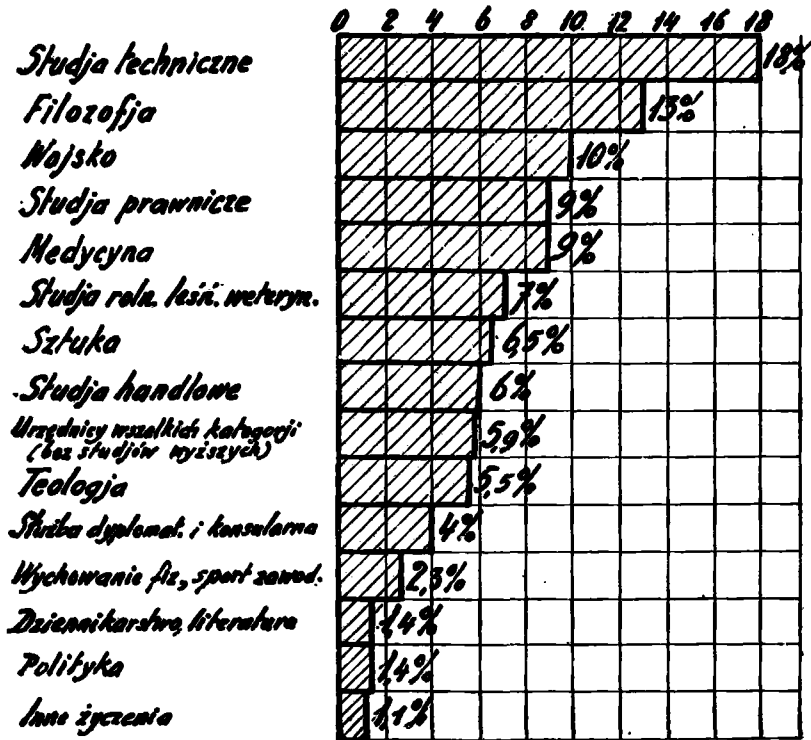 0 2 4 6 8 10 12 14 16 18
Studja techniczne 18%
Filozofja 13%
Wojsko 10%
Studja prawnicze 9%
Medycyna 9%
Studja roln. leśn. weteryn. 7%
Sztuka 6,5%
Studja handlowe 6%
Urzędnicy wszelkich kategorji
(bez studjów wyższych) 5,9%
Teologja 5,5%
Służba dyplomat. i konsularna 4%
Wychowanie fiz., sport zawod. 2,3%
Dziennikarstwo, literatura 1,4%
Polityka 1,4%
Inne życzenia 1,1%